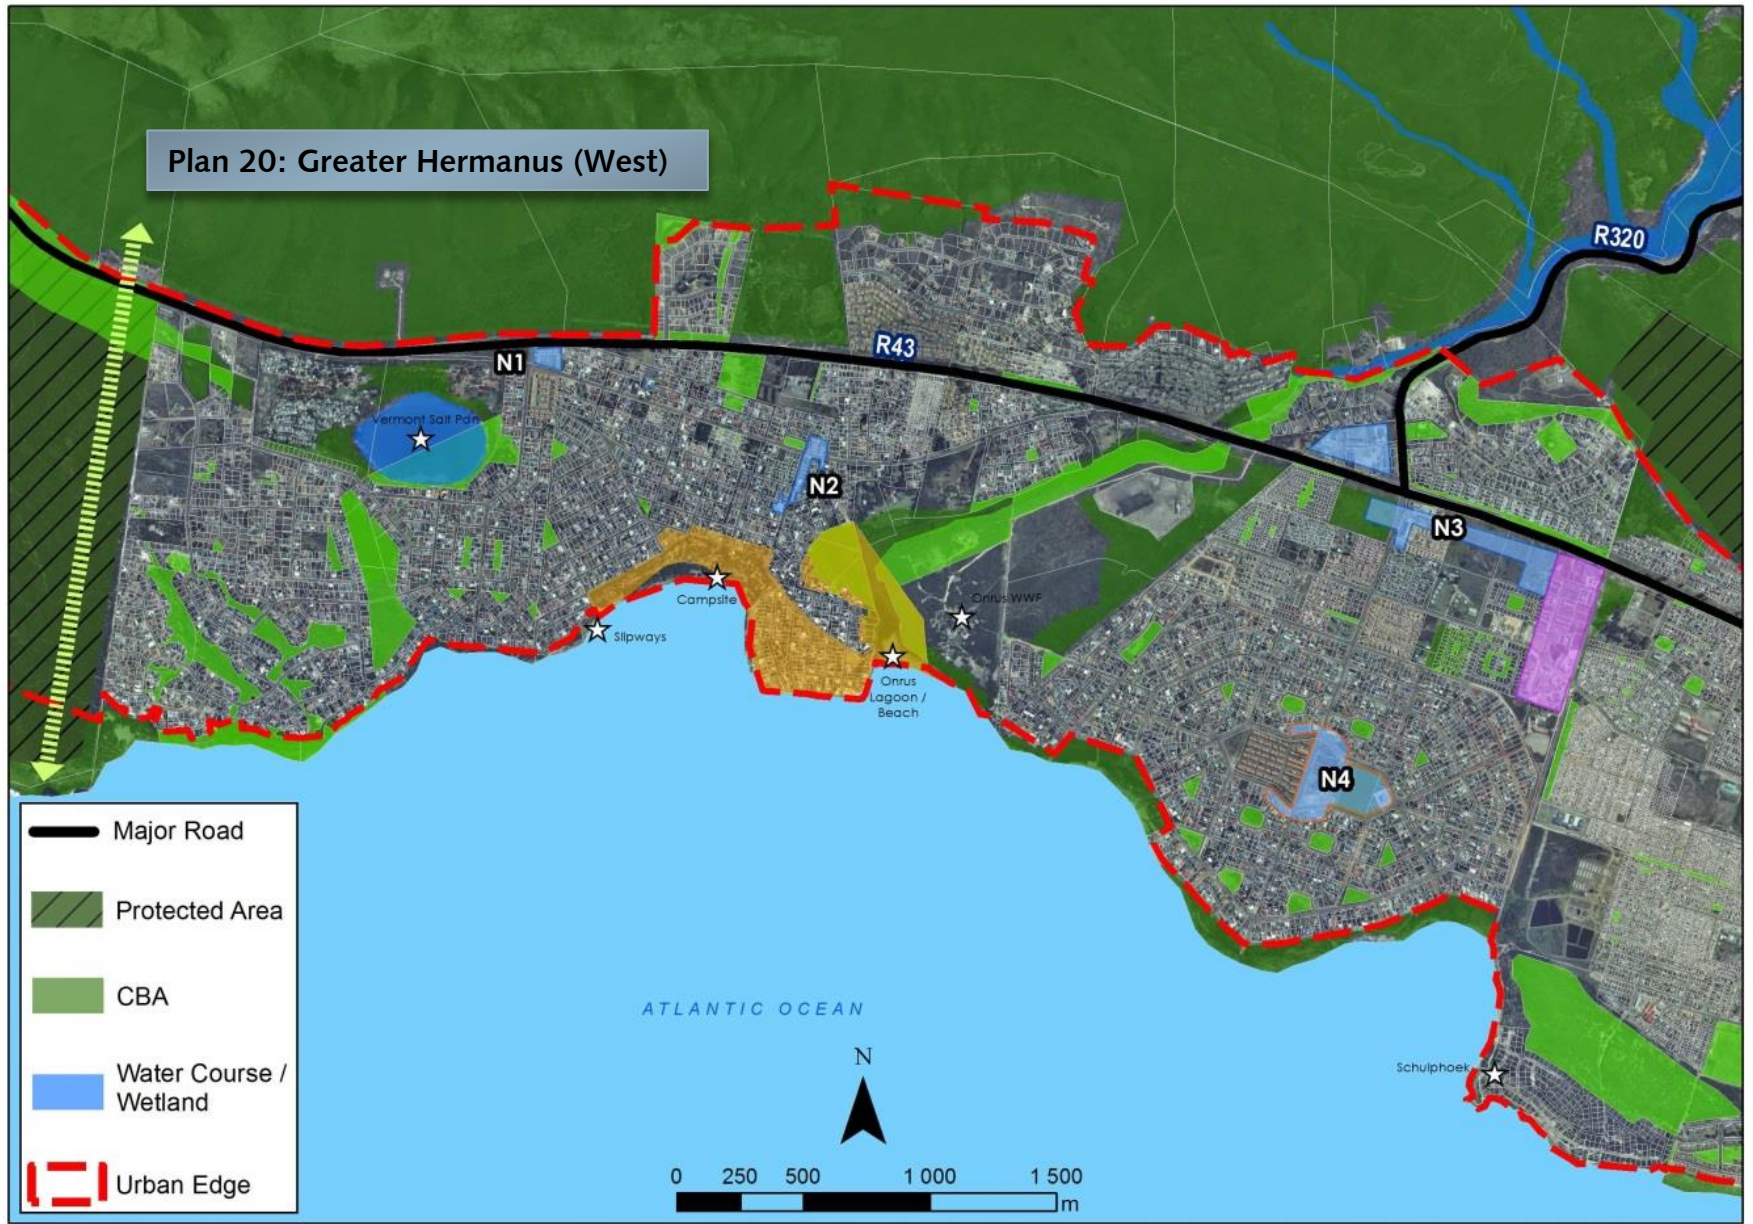 Plan 20: Greater Hermanus (West)
R320
R43
N1
Vermont Salt Pan
N2
N3
Campsite
Onrus WWF
Slipways
Onrus
Lagoon /
Beach
N4
Major Road
Protected Area
CBA
Water Course /
Wetland
Urban Edge
ATLANTIC OCEAN
N
Schulphoek
0 250 500 1 000 1 500
m